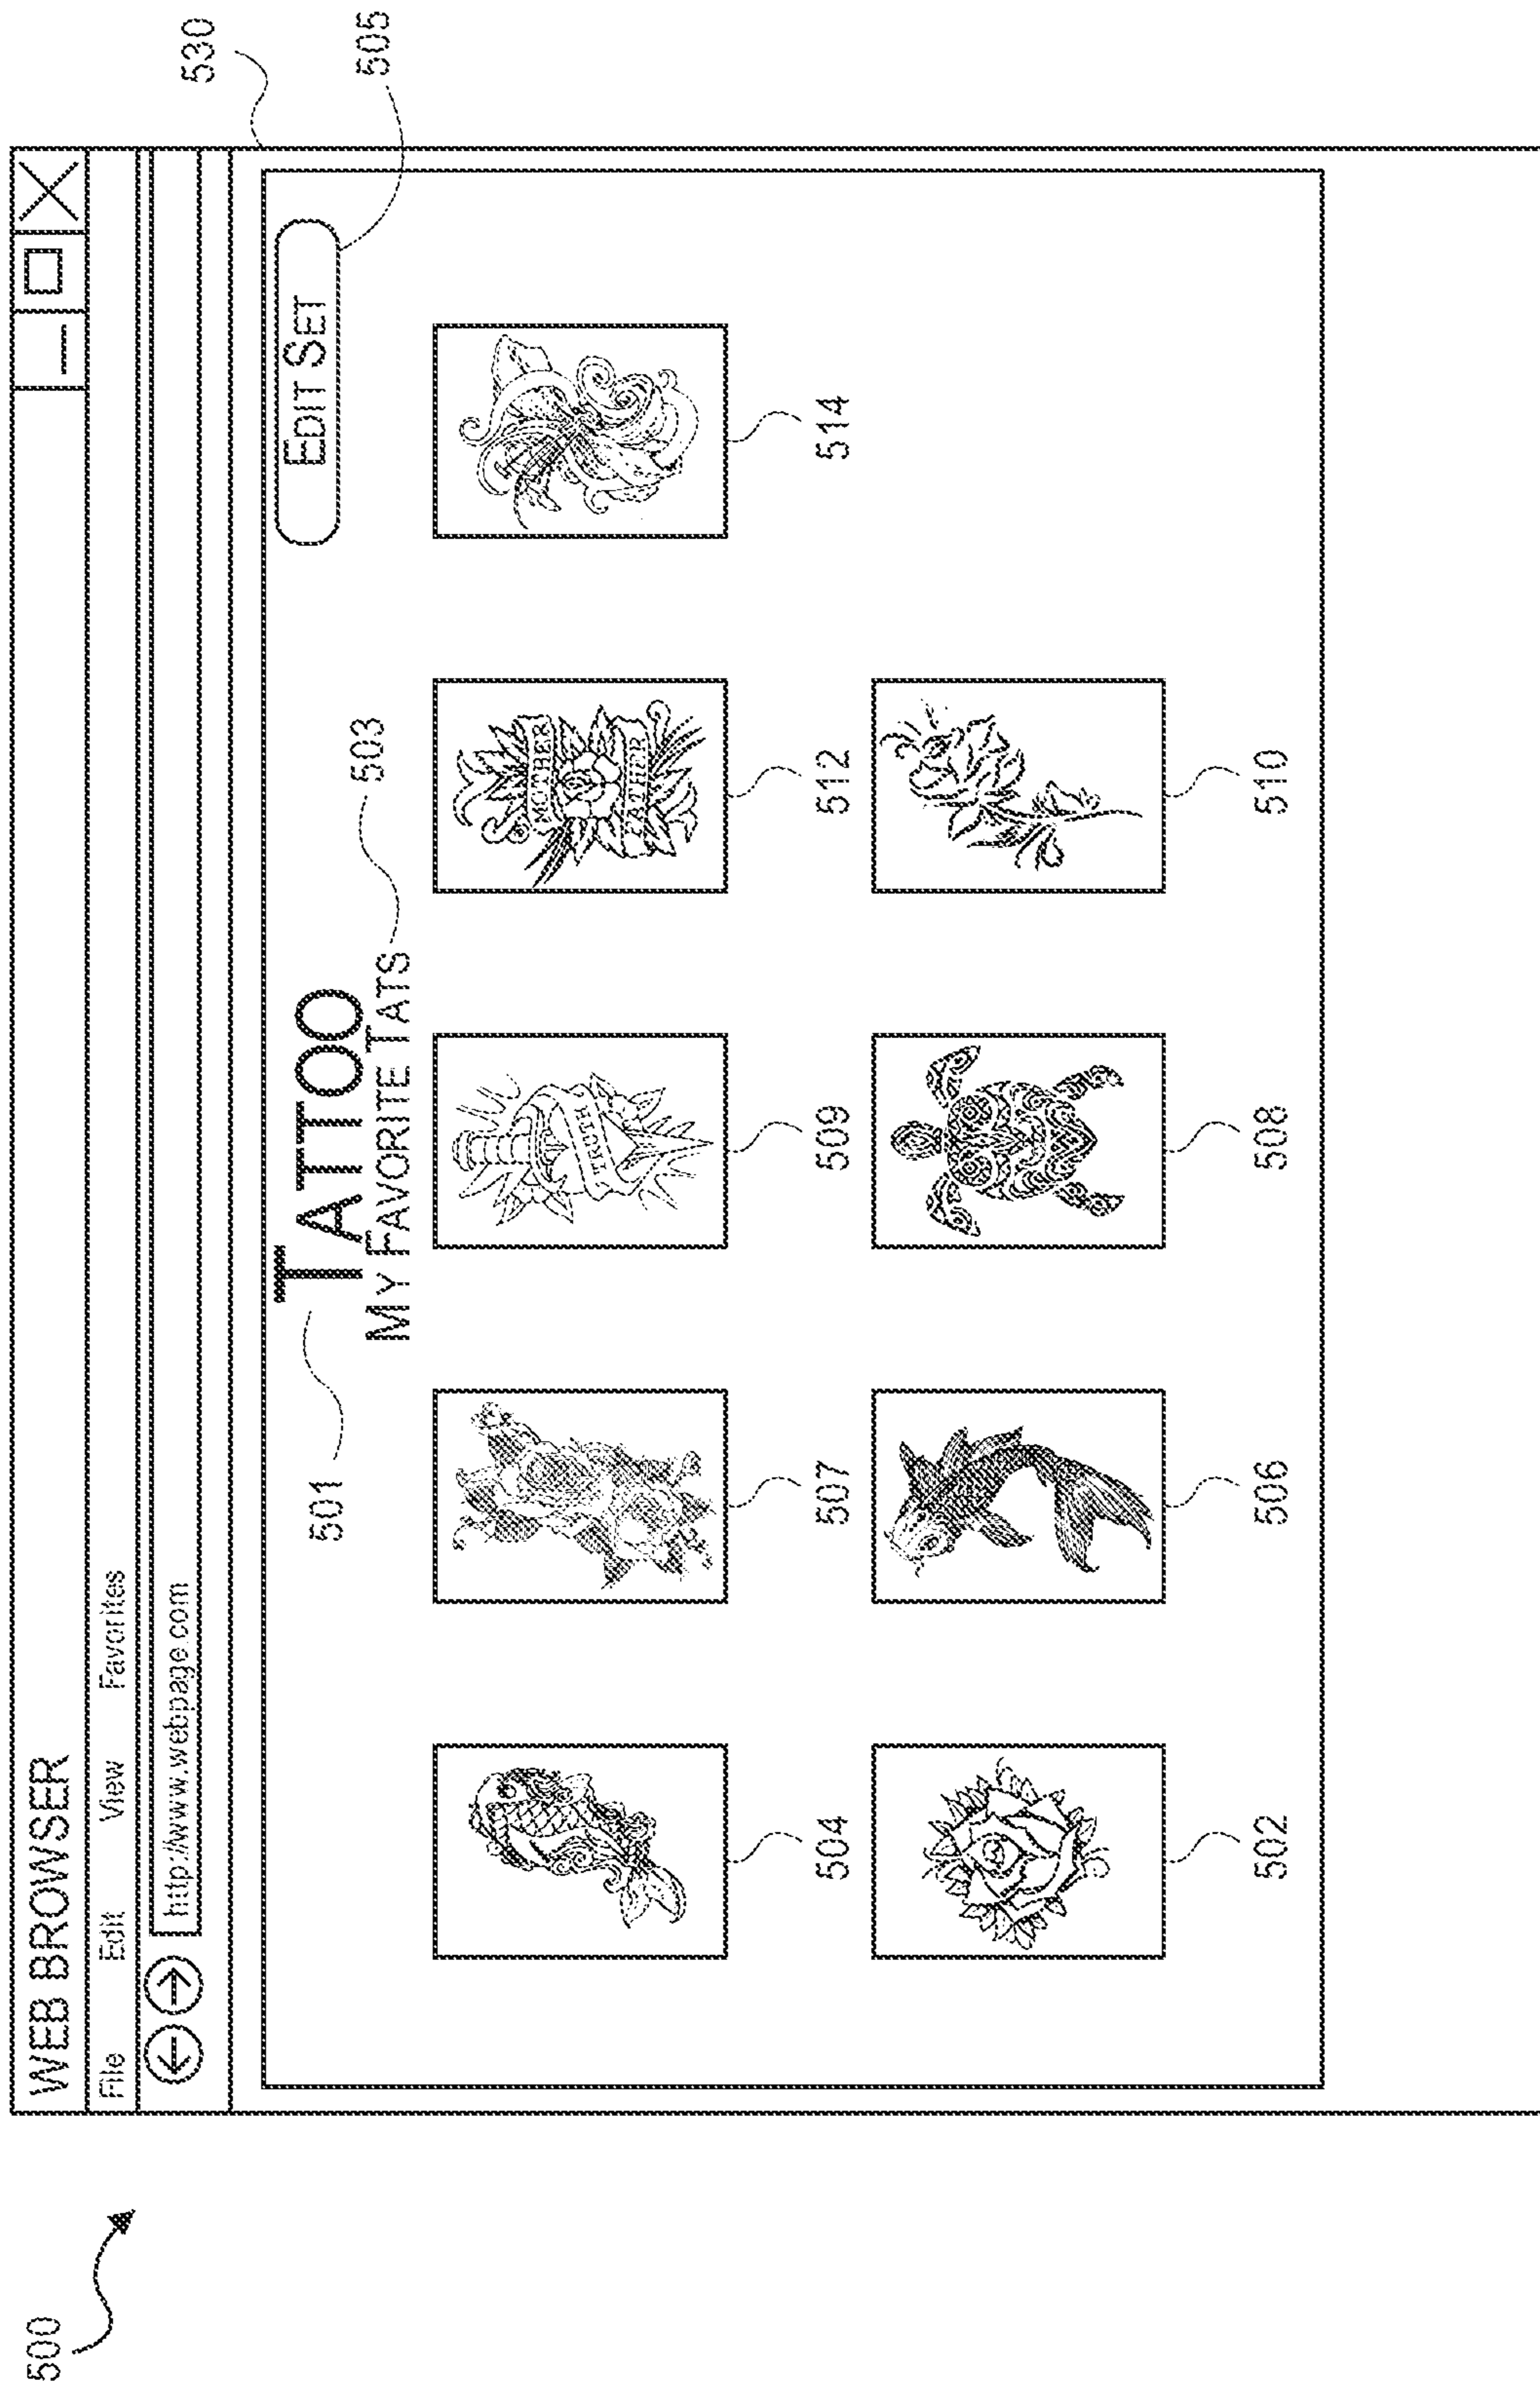 500
WEB BROWSER
File Edit View Favorites
http://www.webpage.com
530
EDIT SET
505
501
TATTOO
MY FAVORITE TATS
503
TRUTH
MOTHER
FATHER
504 507 509 512 514
502 506 508 510